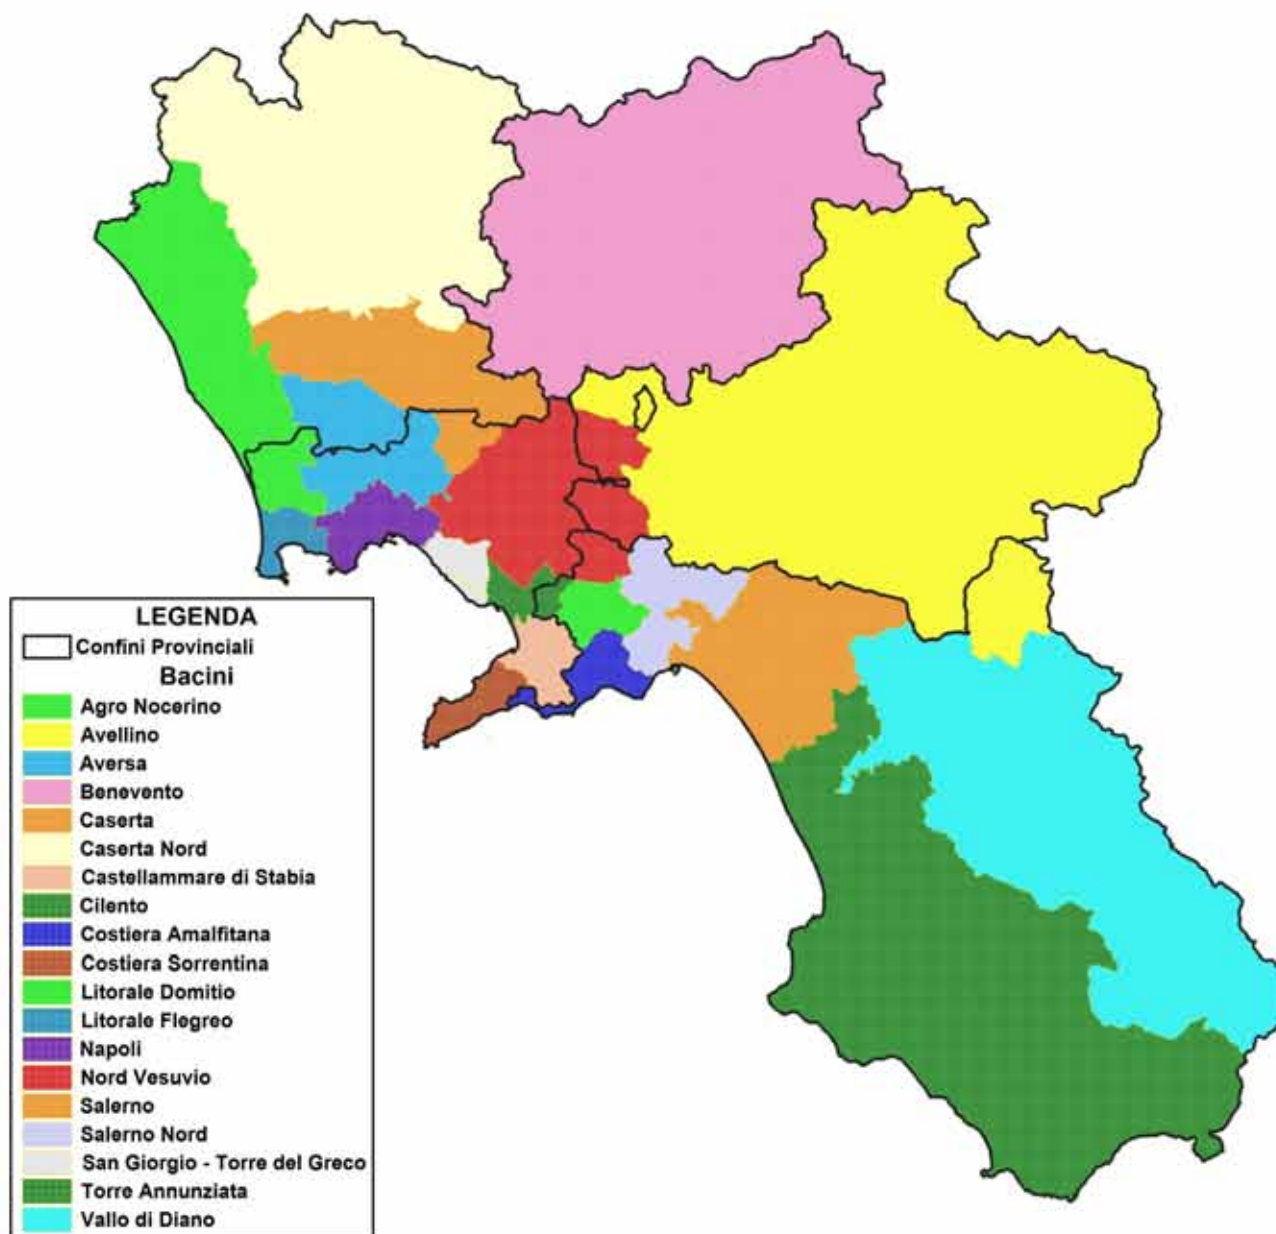 LEGENDA
Confini Provinciali
Bacini
Agro Nocerino
Avellino
Aversa
Benevento
Caserta
Caserta Nord
Castellammare di Stabia
Cilento
Costiera Amalfitana
Costiera Sorrentina
Litorale Domitio
Litorale Flegreo
Napoli
Nord Vesuvio
Salerno
Salerno Nord
San Giorgio - Torre del Greco
Torre Annunziata
Vallo di Diano